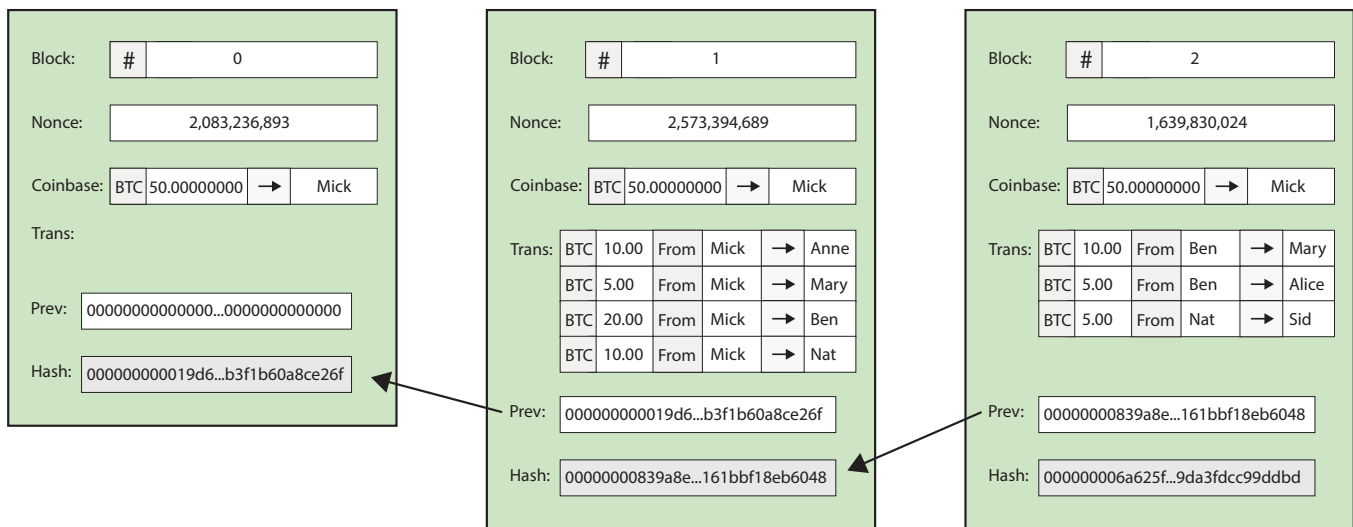 Block: # 0
Nonce: 2,083,236,893
Coinbase: BTC 50.00000000 → Mick
Trans:
Prev: 00000000000000...0000000000000
Hash: 000000000019d6...b3f1b60a8ce26f
Block: # 1
Nonce: 2,573,394,689
Coinbase: BTC 50.00000000 → Mick
Trans: BTC 10.00 From Mick → Anne
BTC 5.00 From Mick → Mary
BTC 20.00 From Mick → Ben
BTC 10.00 From Mick → Nat
Prev: 000000000019d6...b3f1b60a8ce26f
Hash: 00000000839a8e...161bbf18eb6048
Block: # 2
Nonce: 1,639,830,024
Coinbase: BTC 50.00000000 → Mick
Trans: BTC 10.00 From Ben → Mary
BTC 5.00 From Ben → Alice
BTC 5.00 From Nat → Sid
Prev: 00000000839a8e...161bbf18eb6048
Hash: 000000006a625f...9da3fdcc99ddbd